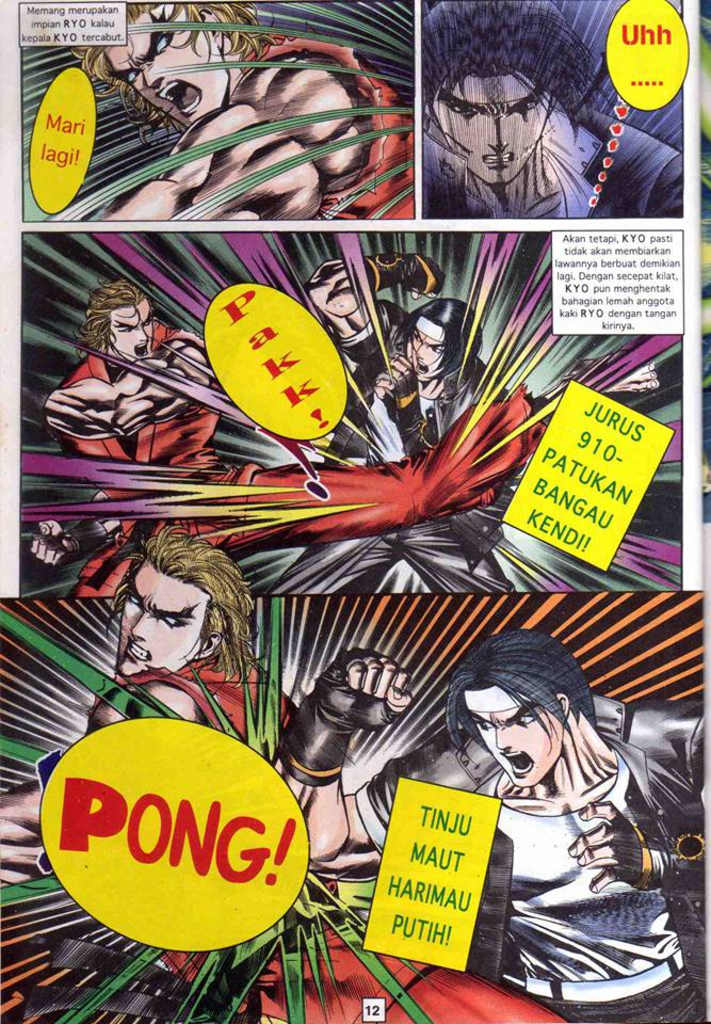 Memang merupakan
impian RYO kalau
kepala KYO tercabut.
Mari
lagi!
Uhh
.....
Akan tetapi, KYO pasti
tidak akan membiarkan
lawannya berbuat demikian
lagi. Dengan secepat kilat,
KYO pun menghentak
bahagian lemah anggota
kaki RYO dengan tangan
kirinya.
Pakk!
JURUS
910-
PATUKAN
BANGAU
KENDI!
PONG!
TINJU
MAUT
HARIMAU
PUTIH!
12